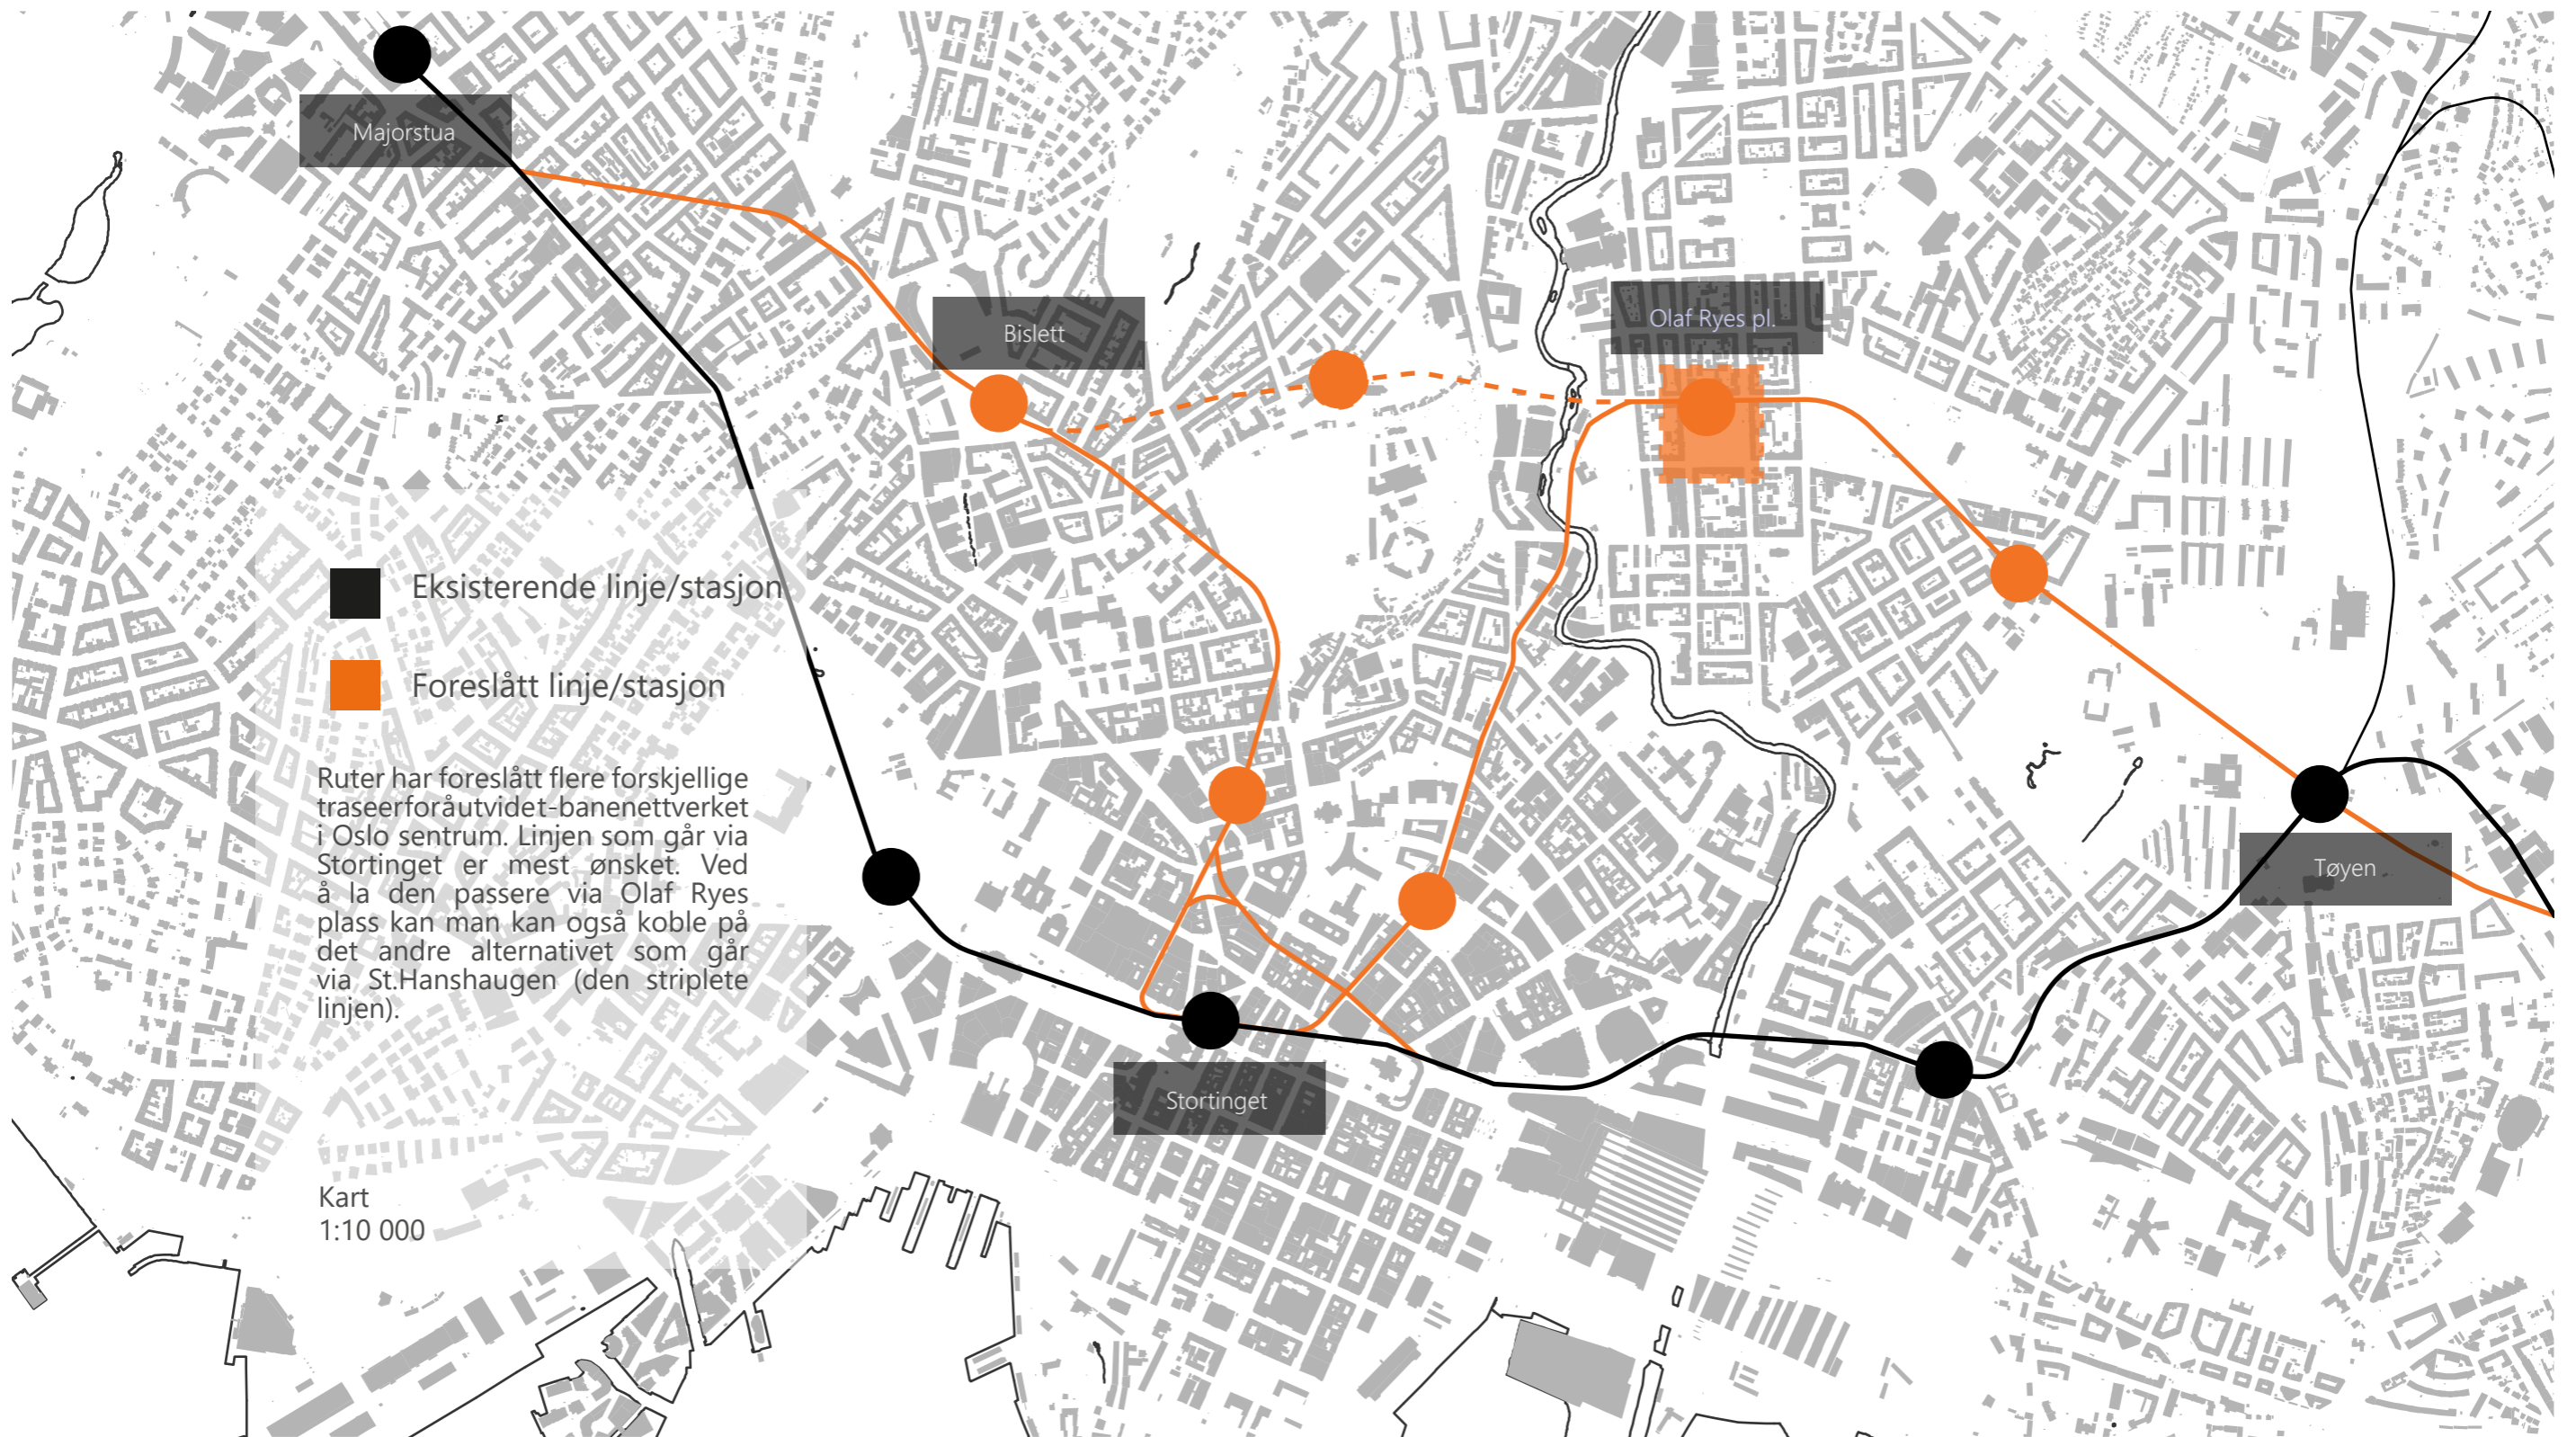 Majorstua
Bislett
Olaf Ryes pl.
Eksisterende linje/stasjon
Foreslått linje/stasjon
Ruter har foreslått flere forskjellige
traseerforåutvidet-banenettverket
i Oslo sentrum. Linjen som går via
Stortinget er mest ønsket. Ved
å la den passere via Olaf Ryes
plass kan man kan også koble på
det andre alternativet som går
via St.Hanshaugen (den striplete
linjen).
Tøyen
Stortinget
Kart
1:10 000